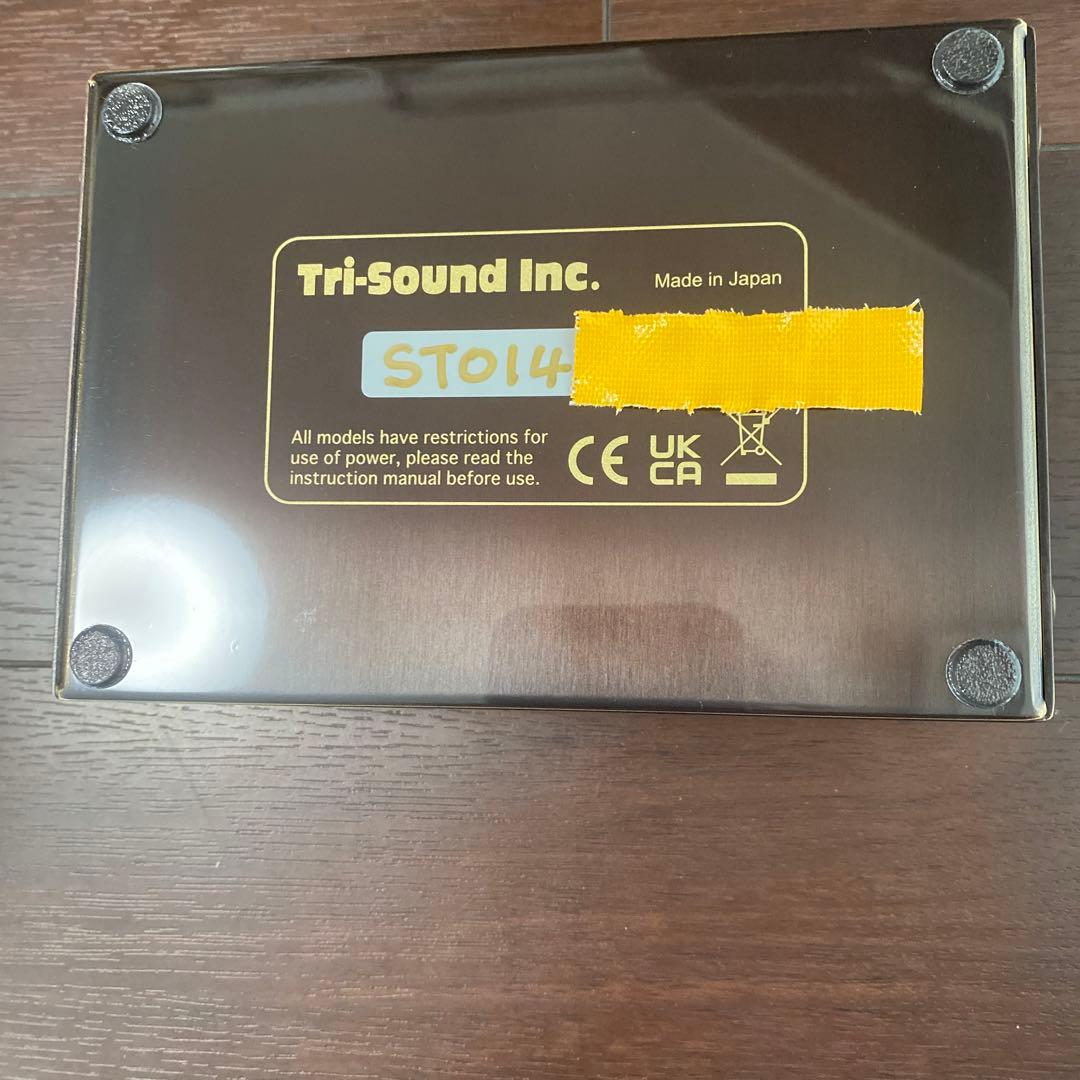 Tri-Sound Inc.
Made in Japan
ST014
All models have restrictions for
use of power, please read the
instruction manual before use.
CE
UK
CA